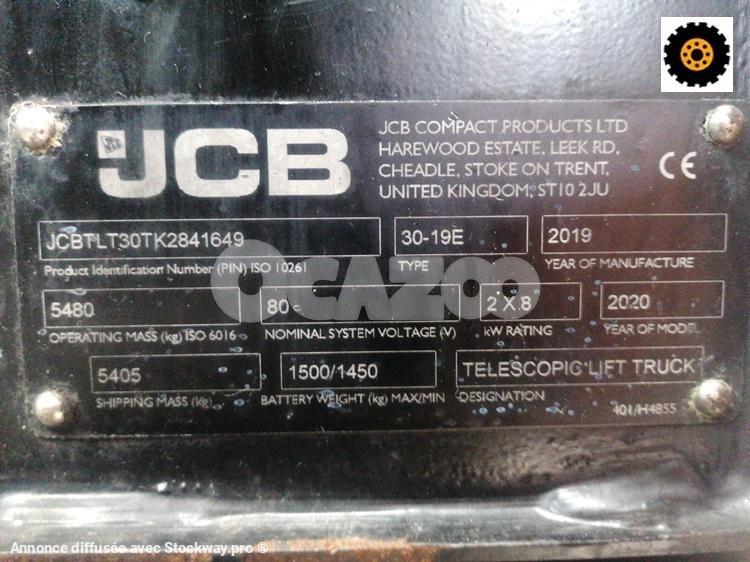 JCB
JCB COMPACT PRODUCTS LTD
HAREWOOD ESTATE, LEEK RD,
CHEADLE, STOKE ON TRENT,
UNITED KINGDOM, ST10 2JU
CE
JCBTLT30TK2841649
30-19E
2019
Product Identification Number (PIN) ISO 10261
TYPE
YEAR OF MANUFACTURE
OCAZOO
5480
80
2 X 8
2020
OPERATING MASS (kg) ISO 6016
NOMINAL SYSTEM VOLTAGE (V)
kW RATING
YEAR OF MODEL
5405
1500/1450
TELESCOPIC LIFT TRUCK
SHIPPING MASS (kg)
BATTERY WEIGHT (kg) MAX/MIN
DESIGNATION
401/H4855
Annonce diffusée avec Stockway.pro ®